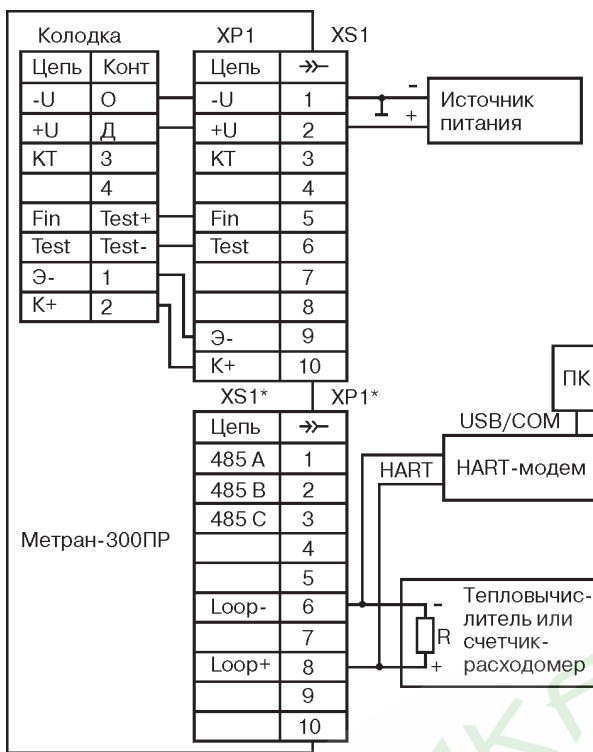 Колодка XP1 XS1
Цепь Конт Цепь
-U О -U 1 - Источник
+U Д +U 2 + питания
КТ 3 КТ 3
4 4
Fin Test+ Fin 5
Test Test- Test 6
Э- 1 7
К+ 2 8
Э- 9
К+ 10
XS1* XP1* ПК
Цепь USB/COM
485 A 1 HART HART-модем
485 B 2
485 C 3
Метран-300ПР 4
5
Loop- 6 - Тепловычис-
7 R литель или
счетчик-
Loop+ 8 + расходомер
9
10